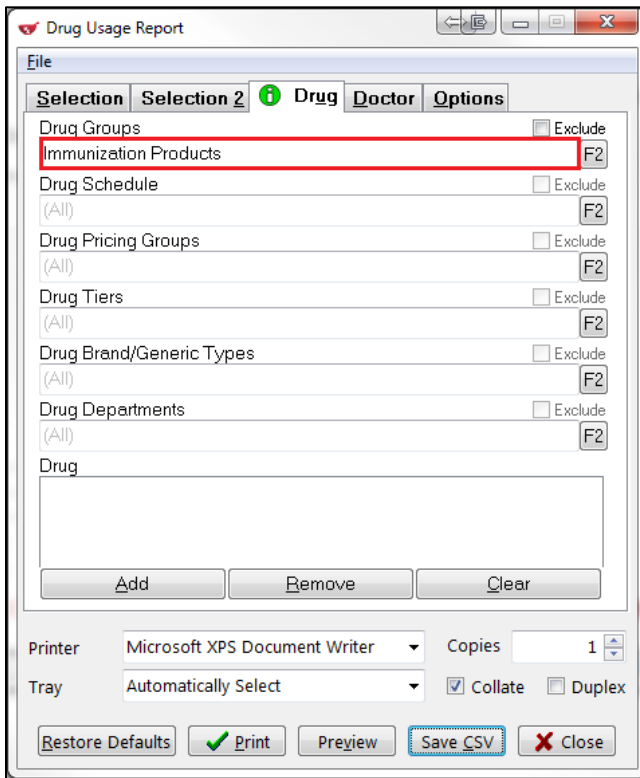 Drug Usage Report
File
Selection Selection 2 Drug Doctor Options
Drug Groups Exclude
Immunization Products F2
Drug Schedule Exclude
(All) F2
Drug Pricing Groups Exclude
(All) F2
Drug Tiers Exclude
(All) F2
Drug Brand/Generic Types Exclude
(All) F2
Drug Departments Exclude
(All) F2
Drug
Add Remove Clear
Printer Microsoft XPS Document Writer Copies 1
Tray Automatically Select Collate Duplex
Restore Defaults Print Preview Save CSV Close